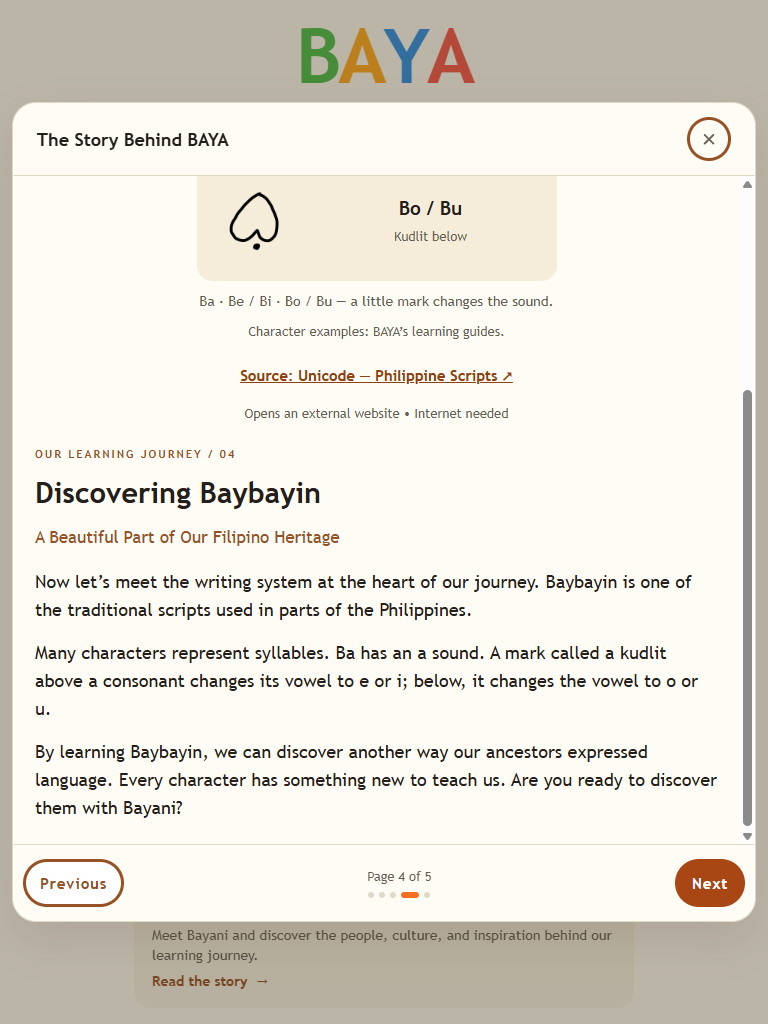 BAYA
The Story Behind BAYA
Bo / Bu
Kudlit below
Ba · Be / Bi · Bo / Bu — a little mark changes the sound.
Character examples: BAYA’s learning guides.
Source: Unicode — Philippine Scripts ↗
Opens an external website • Internet needed
OUR LEARNING JOURNEY / 04
Discovering Baybayin
A Beautiful Part of Our Filipino Heritage
Now let’s meet the writing system at the heart of our journey. Baybayin is one of
the traditional scripts used in parts of the Philippines.
Many characters represent syllables. Ba has an a sound. A mark called a kudlit
above a consonant changes its vowel to e or i; below, it changes the vowel to o or
u.
By learning Baybayin, we can discover another way our ancestors expressed
language. Every character has something new to teach us. Are you ready to discover
them with Bayani?
Previous
Page 4 of 5
Next
Meet Bayani and discover the people, culture, and inspiration behind our
learning journey.
Read the story →